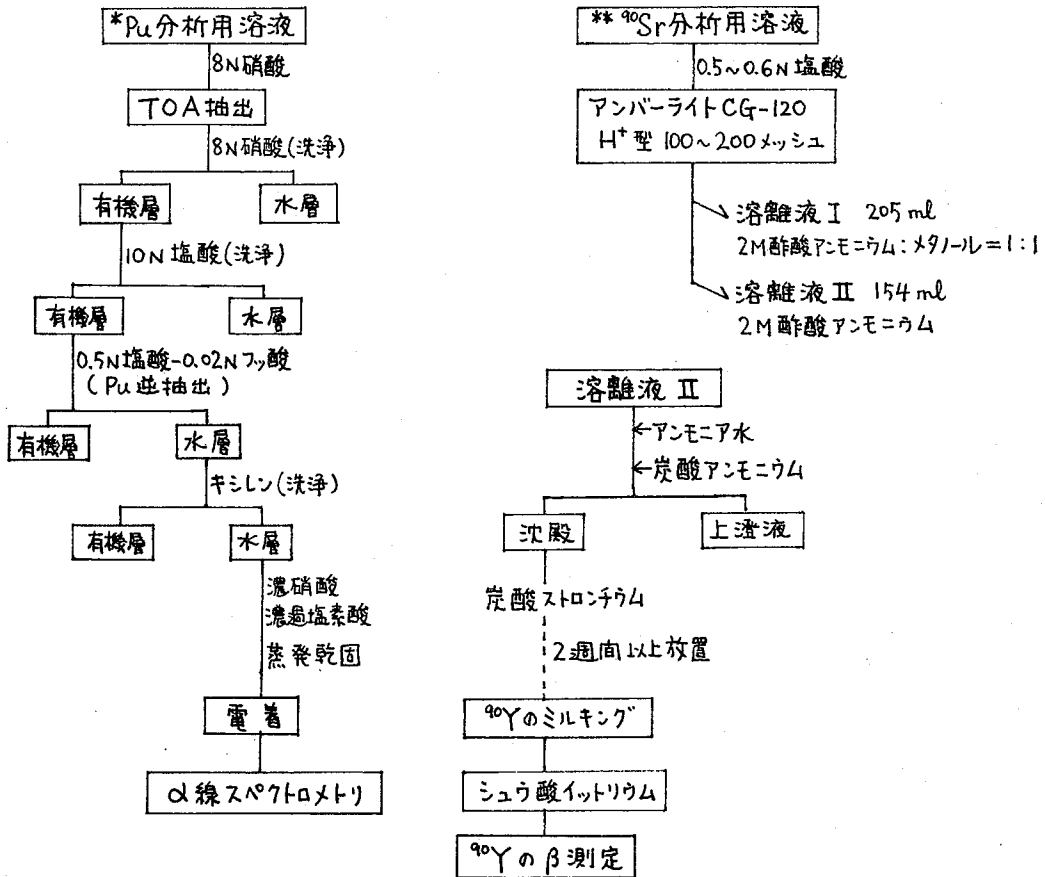 *Pu分析用溶液
8N硝酸
TOA抽出
8N硝酸(洗浄)
有機層
水層
10N塩酸(洗浄)
有機層
水層
0.5N塩酸-0.02Nフッ酸
(Pu逆抽出)
有機層
水層
キシレン(洗浄)
有機層
水層
濃硝酸
濃過塩素酸
蒸発乾固
電着
α線スペクトロメトリ
**⁹⁰Sr分析用溶液
0.5~0.6N塩酸
アンバーライトCG-120
H⁺型 100~200メッシュ
溶離液I 205ml
2M酢酸アンモニウム:メタノール=1:1
溶離液II 154ml
2M酢酸アンモニウム
溶離液II
←アンモニア水
←炭酸アンモニウム
沈殿
上澄液
炭酸ストロンチウム
2週間以上放置
⁹⁰Yのミルキング
シュウ酸イットリウム
⁹⁰Yのβ測定